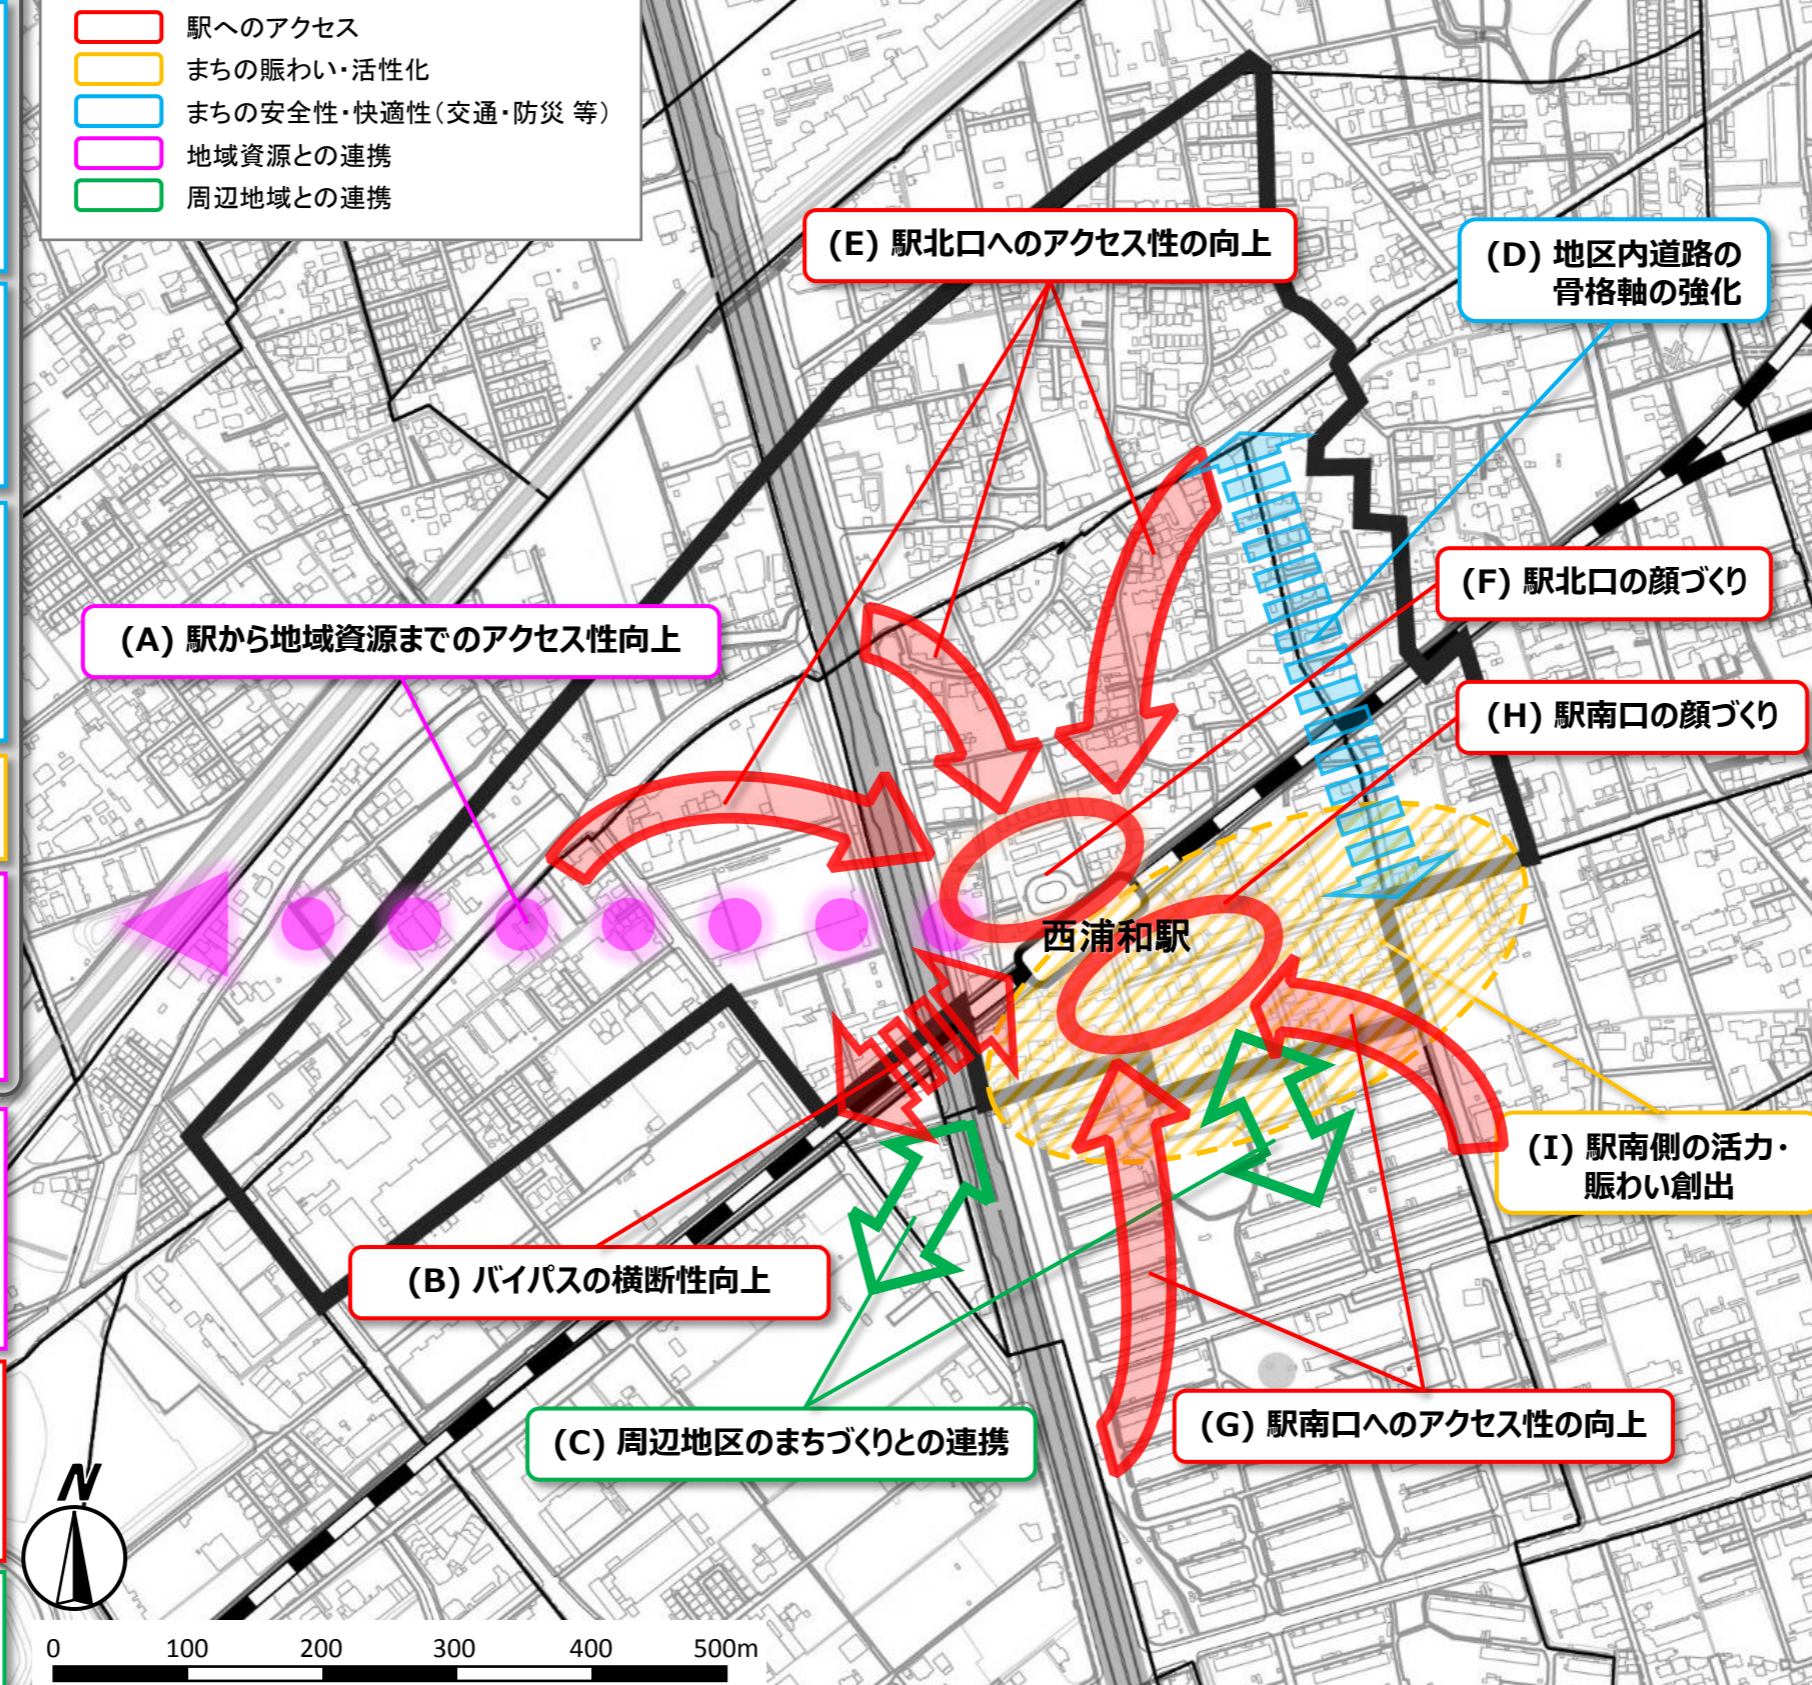 駅へのアクセス
まちの賑わい・活性化
まちの安全性・快適性（交通・防災 等）
地域資源との連携
周辺地域との連携
(E) 駅北口へのアクセス性の向上
(D) 地区内道路の
骨格軸の強化
(F) 駅北口の顔づくり
(A) 駅から地域資源までのアクセス性向上
(H) 駅南口の顔づくり
西浦和駅
(I) 駅南側の活力・
賑わい創出
(B) バイパスの横断性向上
(G) 駅南口へのアクセス性の向上
(C) 周辺地区のまちづくりとの連携
N
0 100 200 300 400 500m